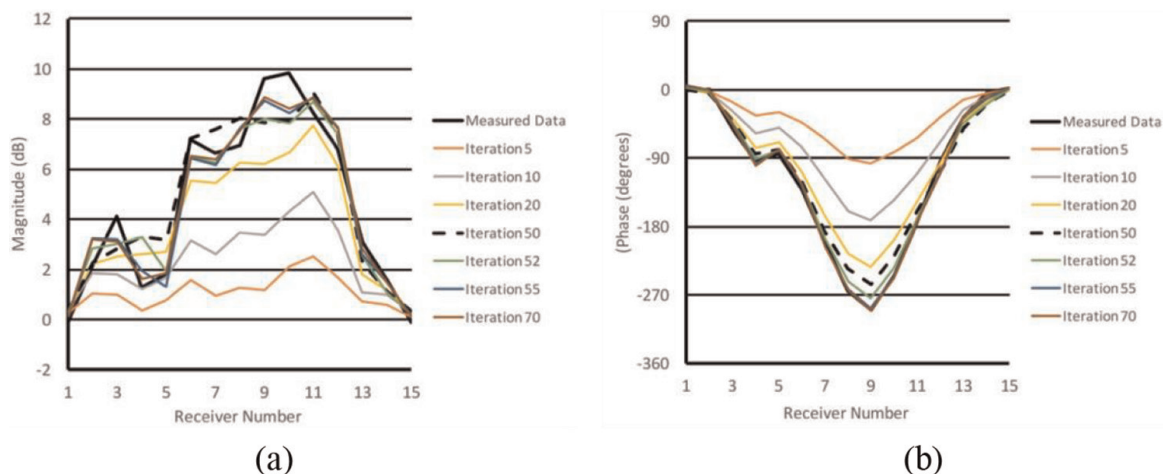 12
10
8
6
4
2
0
-2
Magnitude (dB)
1 3 5 7 9 11 13 15
Receiver Number
Measured Data
Iteration 5
Iteration 10
Iteration 20
Iteration 50
Iteration 52
Iteration 55
Iteration 70
(a)
90
0
-90
-180
-270
-360
(Phase (degrees)
1 3 5 7 9 11 13 15
Receiver Number
Measured Data
Iteration 5
Iteration 10
Iteration 20
Iteration 50
Iteration 52
Iteration 55
Iteration 70
(b)